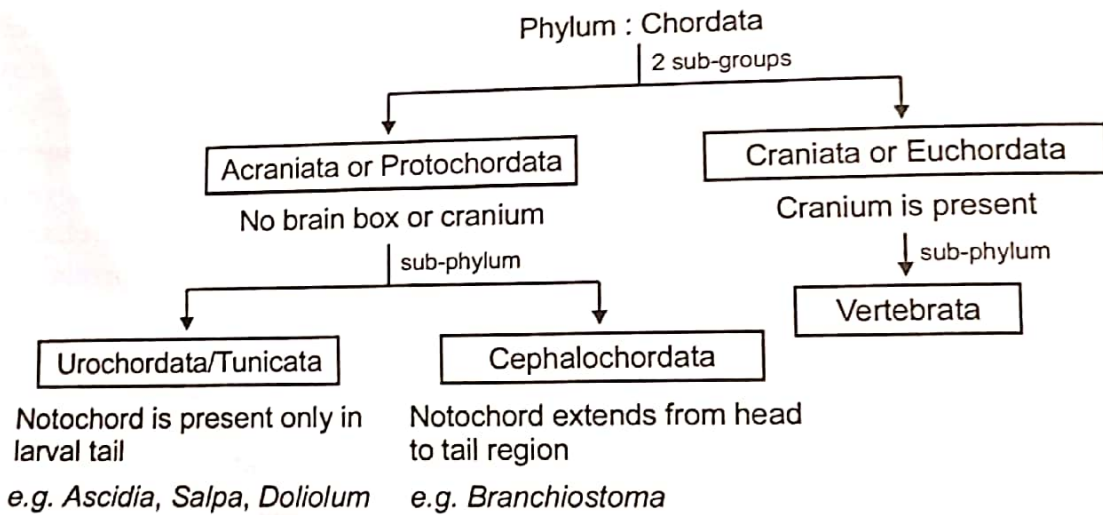 Phylum : Chordata
2 sub-groups
Acraniata or Protochordata
Craniata or Euchordata
No brain box or cranium
Cranium is present
sub-phylum
sub-phylum
Urochordata/Tunicata
Cephalochordata
Vertebrata
Notochord is present only in
larval tail
e.g. Ascidia, Salpa, Doliolum
Notochord extends from head
to tail region
e.g. Branchiostoma